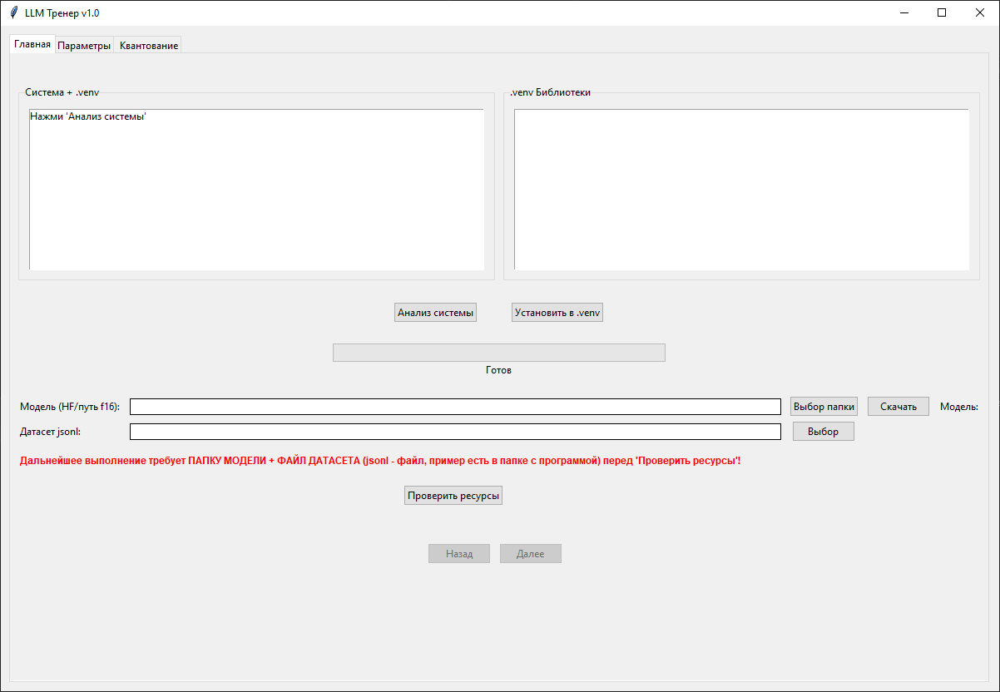 LLM Тренер v1.0
Главная Параметры Квантование
Система + .venv .venv Библиотеки
Нажми 'Анализ системы'
Анализ системы Установить в .venv
Готов
Модель (HF/путь f16): Выбор папки Скачать Модель:
Датасет jsonl: Выбор
Дальнейшее выполнение требует ПАПКУ МОДЕЛИ + ФАЙЛ ДАТАСЕТА (jsonl - файл, пример есть в папке с программой) перед 'Проверить ресурсы'!
Проверить ресурсы
Назад Далее